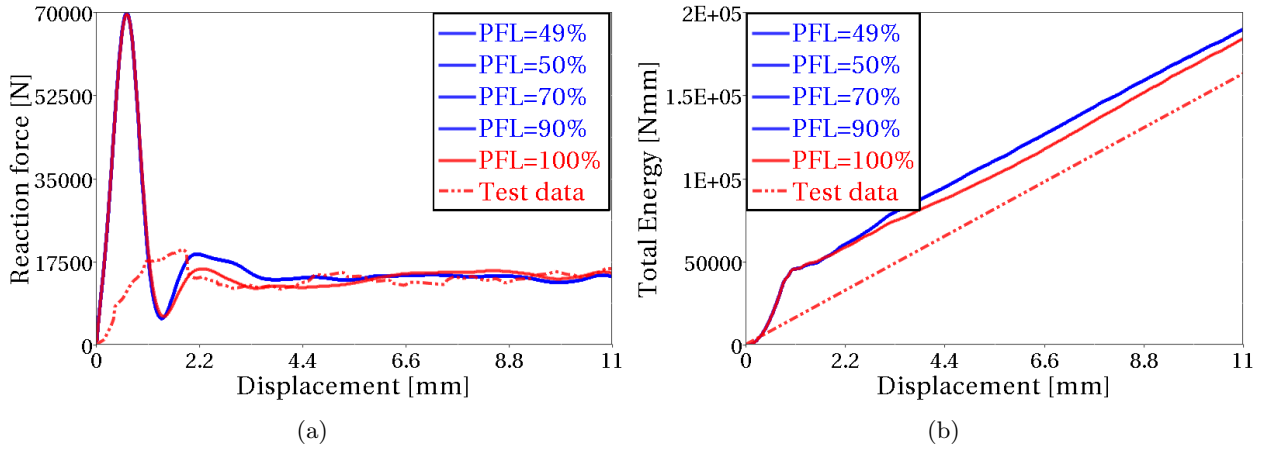 70000
52500
35000
17500
0
Reaction force [N]
PFL=49%
PFL=50%
PFL=70%
PFL=90%
PFL=100%
Test data
0
2.2
4.4
6.6
8.8
11
Displacement [mm]
(a)
2E+05
1.5E+05
1E+05
50000
0
Total Energy [Nmm]
PFL=49%
PFL=50%
PFL=70%
PFL=90%
PFL=100%
Test data
0
2.2
4.4
6.6
8.8
11
Displacement [mm]
(b)